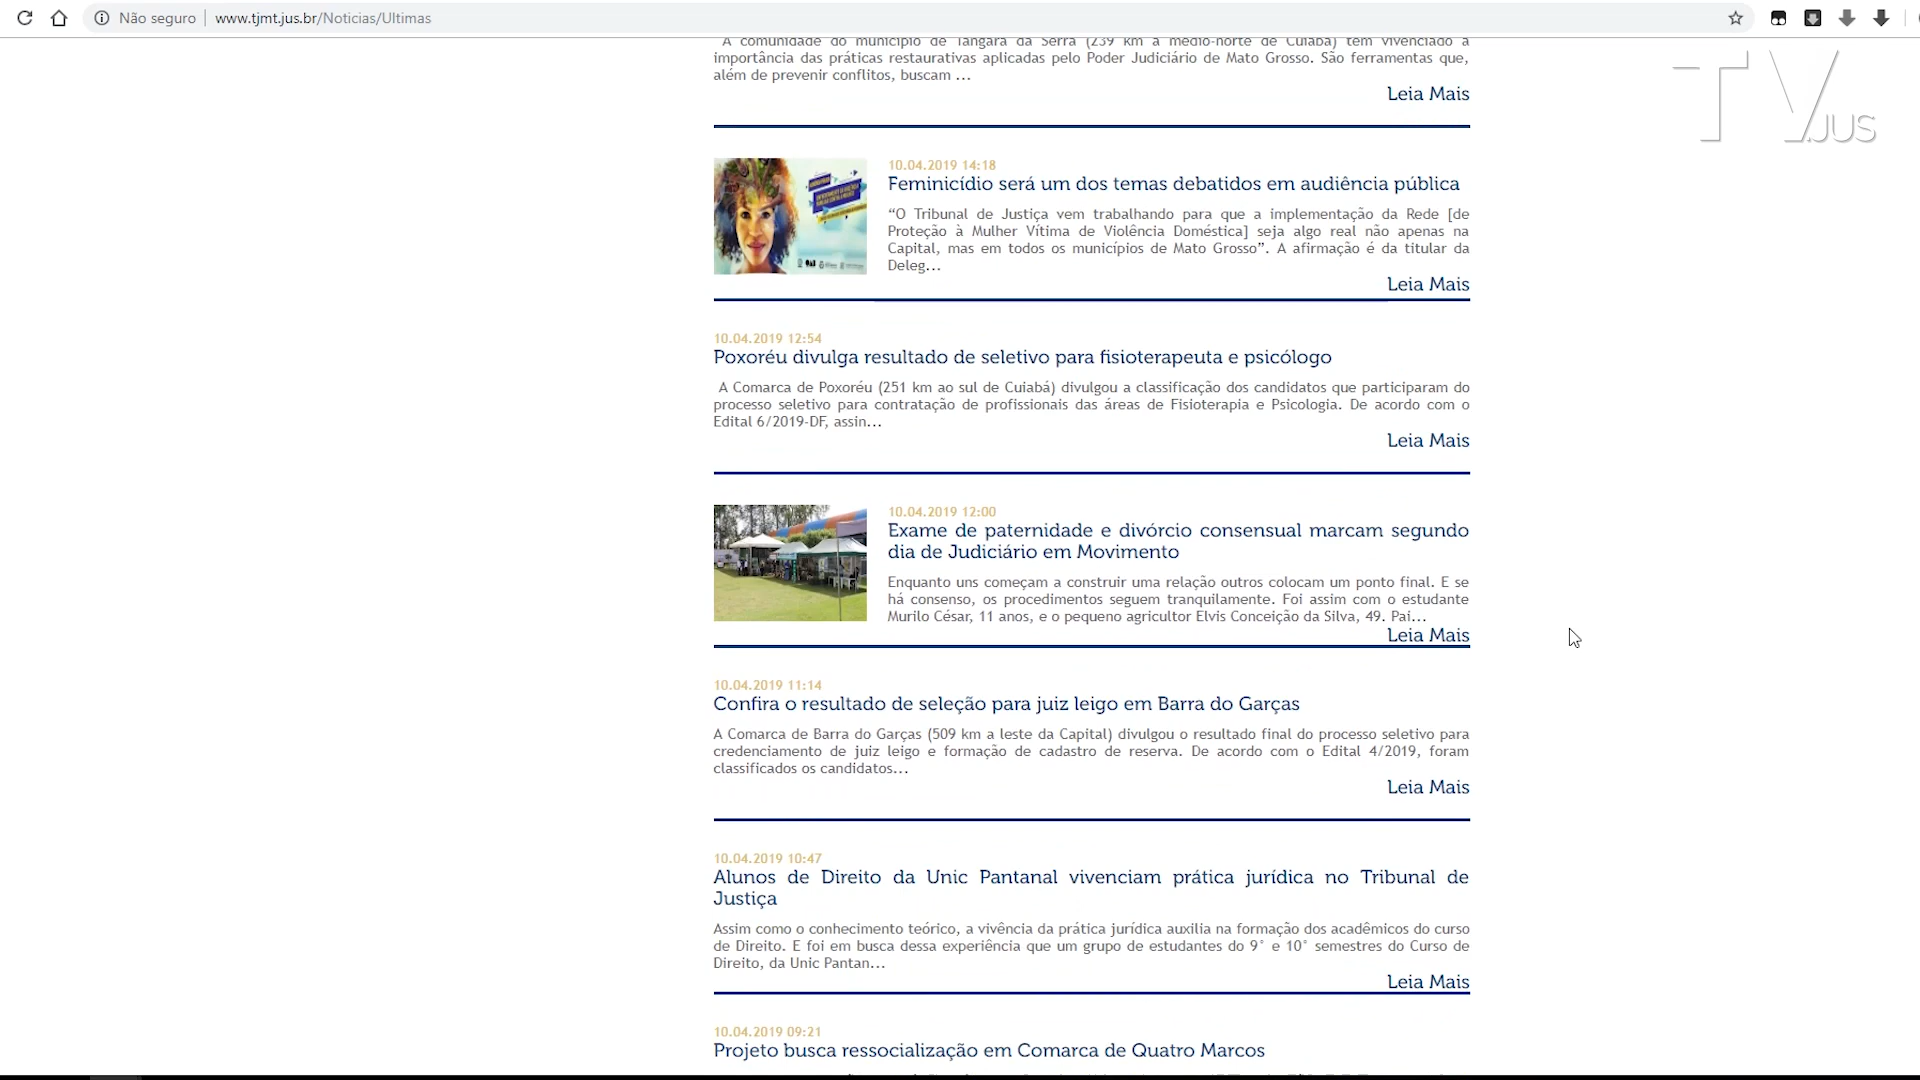 Não seguro | www.tjmt.jus.br/Noticias/Ultimas
A comunidade do município de Tangará da Serra (239 km a médio-norte de Cuiabá) tem vivenciado a
importância das práticas restaurativas aplicadas pelo Poder Judiciário de Mato Grosso. São ferramentas que,
além de prevenir conflitos, buscam ...
Leia Mais
TV.JUS
10.04.2019 14:18
Feminicídio será um dos temas debatidos em audiência pública
“O Tribunal de Justiça vem trabalhando para que a implementação da Rede [de
Proteção à Mulher Vítima de Violência Doméstica] seja algo real não apenas na
Capital, mas em todos os municípios de Mato Grosso”. A afirmação é da titular da
Deleg...
Leia Mais
10.04.2019 12:54
Poxoréu divulga resultado de seletivo para fisioterapeuta e psicólogo
A Comarca de Poxoréu (251 km ao sul de Cuiabá) divulgou a classificação dos candidatos que participaram do
processo seletivo para contratação de profissionais das áreas de Fisioterapia e Psicologia. De acordo com o
Edital 6/2019-DF, assin...
Leia Mais
10.04.2019 12:00
Exame de paternidade e divórcio consensual marcam segundo
dia de Judiciário em Movimento
Enquanto uns começam a construir uma relação outros colocam um ponto final. E se
há consenso, os procedimentos seguem tranquilamente. Foi assim com o estudante
Murilo César, 11 anos, e o pequeno agricultor Elvis Conceição da Silva, 49. Pai...
Leia Mais
10.04.2019 11:14
Confira o resultado de seleção para juiz leigo em Barra do Garças
A Comarca de Barra do Garças (509 km a leste da Capital) divulgou o resultado final do processo seletivo para
credenciamento de juiz leigo e formação de cadastro de reserva. De acordo com o Edital 4/2019, foram
classificados os candidatos...
Leia Mais
10.04.2019 10:47
Alunos de Direito da Unic Pantanal vivenciam prática jurídica no Tribunal de
Justiça
Assim como o conhecimento teórico, a vivência da prática jurídica auxilia na formação dos acadêmicos do curso
de Direito. E foi em busca dessa experiência que um grupo de estudantes do 9° e 10° semestres do Curso de
Direito, da Unic Pantan...
Leia Mais
10.04.2019 09:21
Projeto busca ressocialização em Comarca de Quatro Marcos